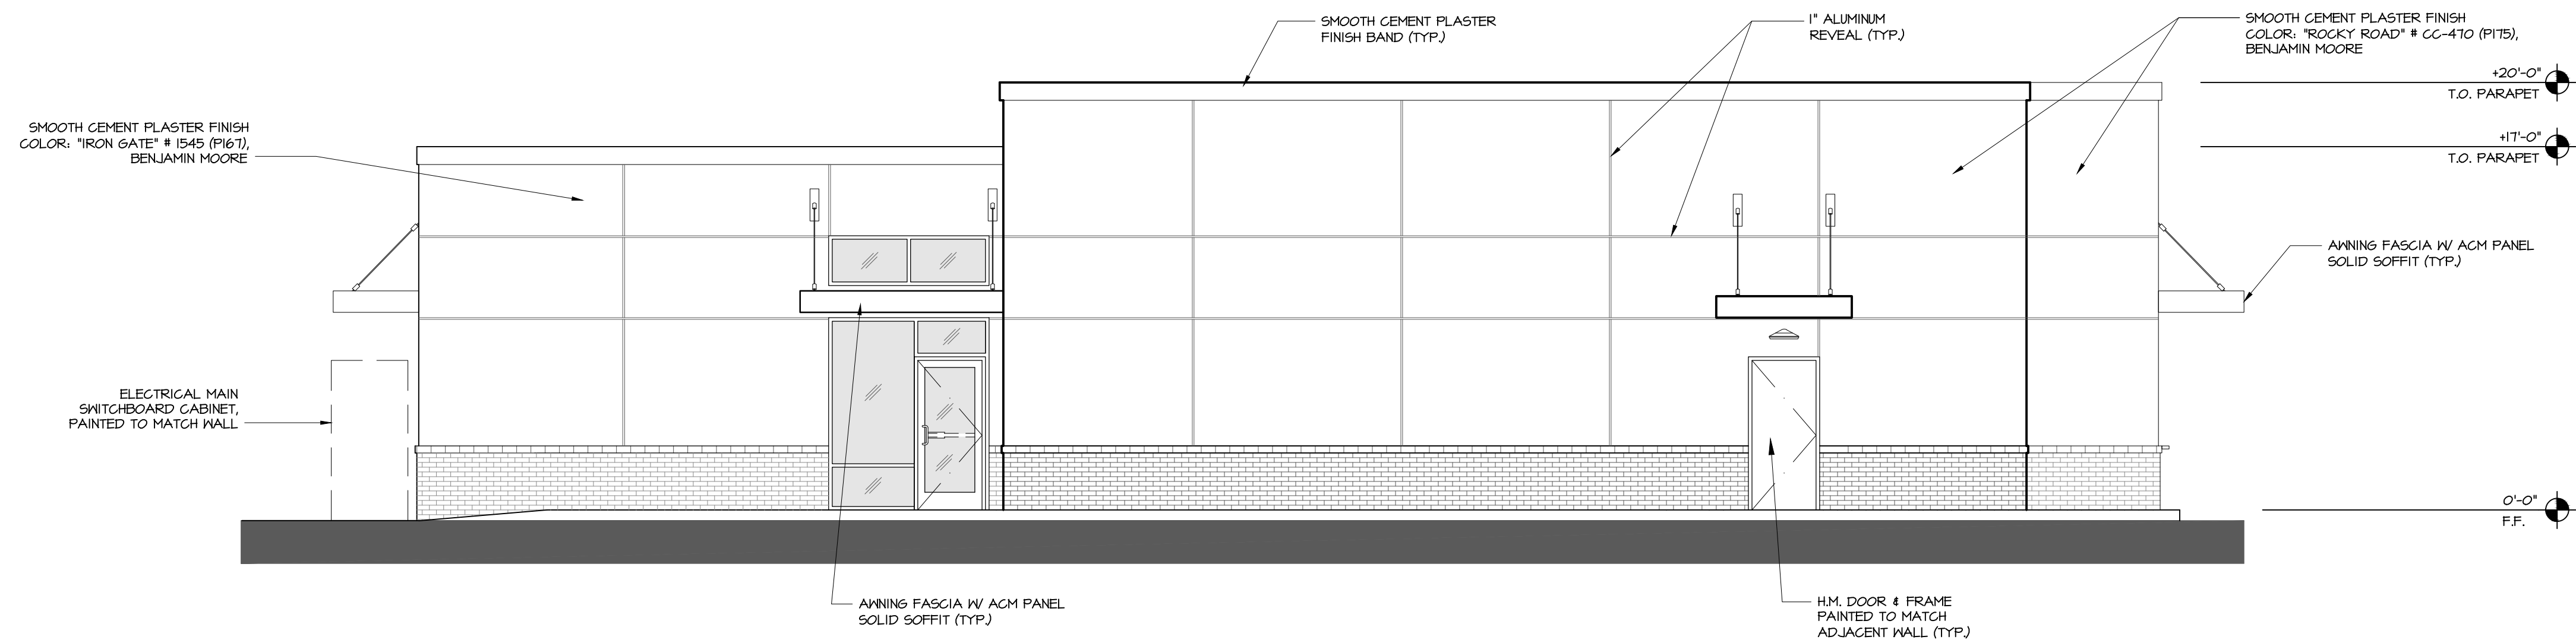 SMOOTH CEMENT PLASTER
FINISH BAND (TYP.)
1" ALUMINUM
REVEAL (TYP.)
SMOOTH CEMENT PLASTER FINISH
COLOR: "ROCKY ROAD" # CC-470 (P175),
BENJAMIN MOORE
+20'-0"
T.O. PARAPET
+17'-0"
T.O. PARAPET
SMOOTH CEMENT PLASTER FINISH
COLOR: "IRON GATE" # 1545 (P167),
BENJAMIN MOORE
AWNING FASCIA W/ ACM PANEL
SOLID SOFFIT (TYP.)
ELECTRICAL MAIN
SWITCHBOARD CABINET,
PAINTED TO MATCH WALL
0'-0"
F.F.
AWNING FASCIA W/ ACM PANEL
SOLID SOFFIT (TYP.)
H.M. DOOR & FRAME
PAINTED TO MATCH
ADJACENT WALL (TYP.)